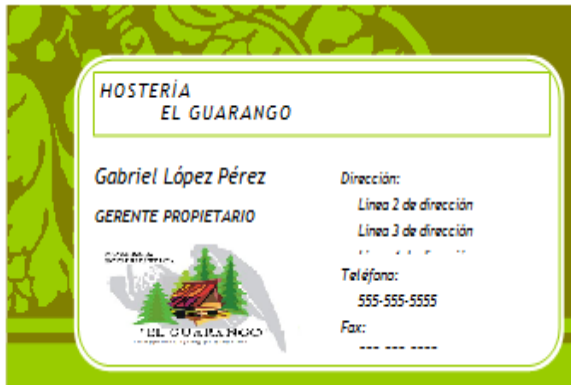 HOSTERÌA
EL GUARANGO
Gabriel López Pérez
GERENTE PROPIETARIO
Dirección:
Línea 2 de dirección
Línea 3 de dirección
Teléfono:
555-555-5555
Fax:
"EL GUARANGO